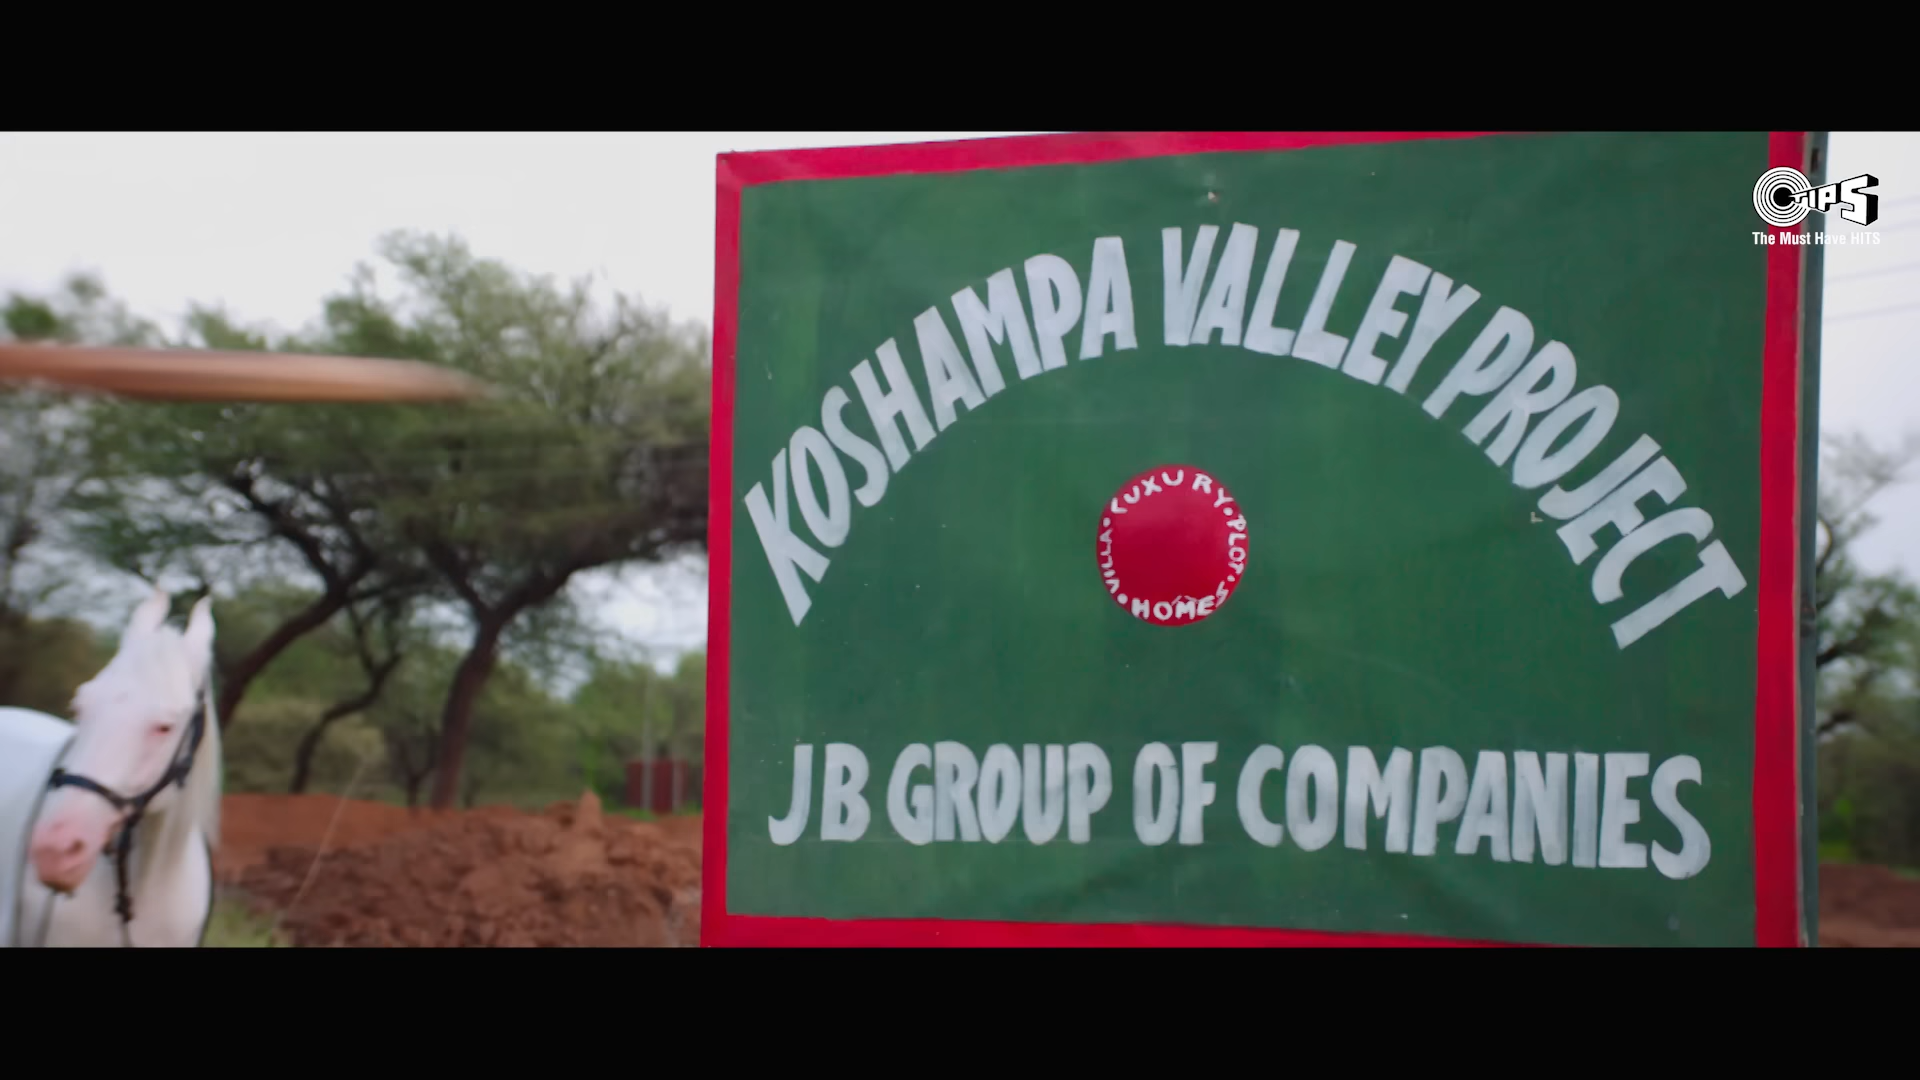 KOSHAMPA VALLEY PROJECT
LUXURY • PLOT • HOMES • VILLA •
JB GROUP OF COMPANIES
TIPS
The Must Have HITS